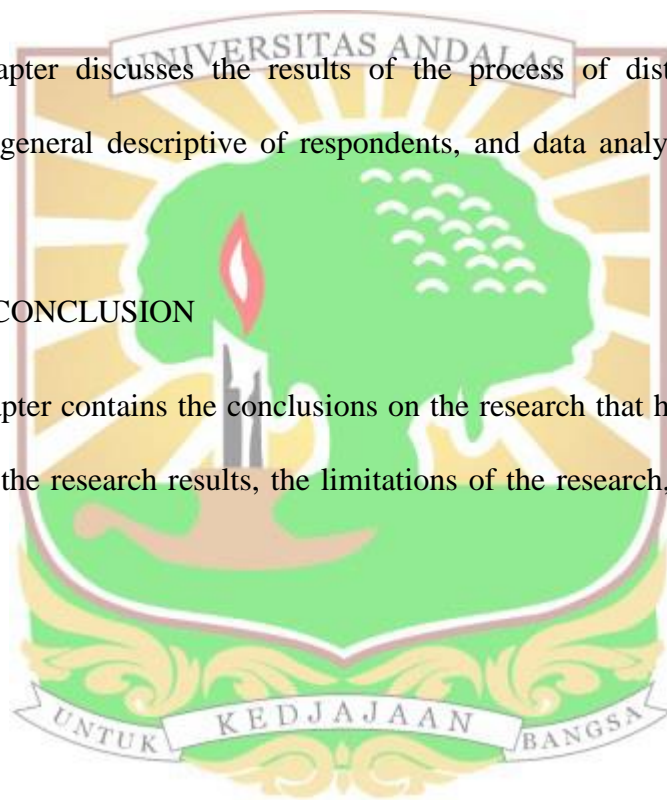 UNIVERSITAS ANDALAS
apter discusses the results of the process of dist
general descriptive of respondents, and data analy
CONCLUSION
apter contains the conclusions on the research that h
the research results, the limitations of the research,
UNTUK KEDJAJAAN BANGSA